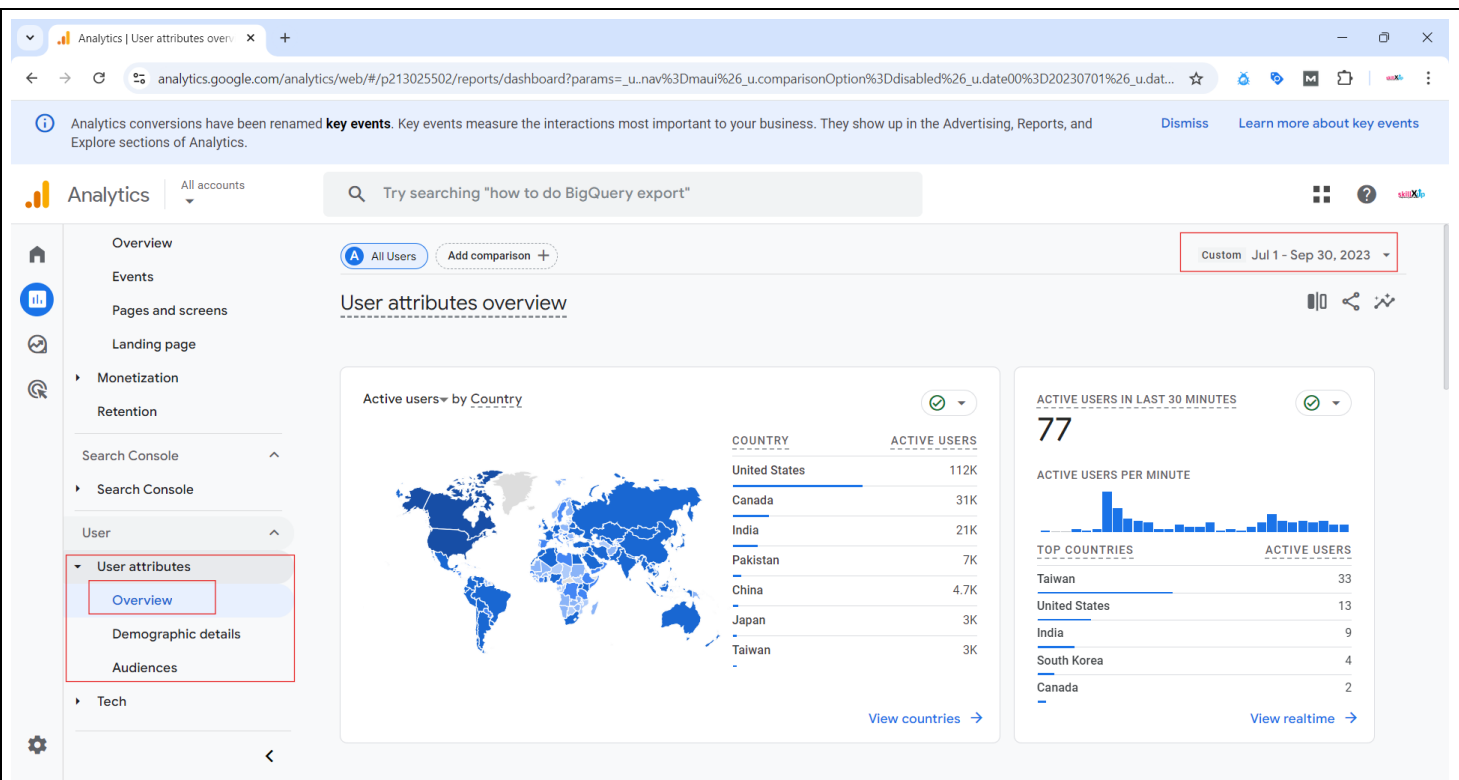 Analytics | User attributes overv
analytics.google.com/analytics/web/#/p213025502/reports/dashboard?params=_u..nav%3Dmaui%26_u.comparisonOption%3Ddisabled%26_u.date00%3D20230701%26_u.dat...
Analytics conversions have been renamed key events. Key events measure the interactions most important to your business. They show up in the Advertising, Reports, and
Explore sections of Analytics.
Dismiss
Learn more about key events
Analytics
All accounts
Try searching "how to do BigQuery export"
skillXUp
Overview
Events
Pages and screens
Landing page
Monetization
Retention
Search Console
Search Console
User
User attributes
Overview
Demographic details
Audiences
Tech
A All Users
Add comparison
Custom Jul 1 - Sep 30, 2023
User attributes overview
Active users by Country
COUNTRY ACTIVE USERS
United States 112K
Canada 31K
India 21K
Pakistan 7K
China 4.7K
Japan 3K
Taiwan 3K
View countries
ACTIVE USERS IN LAST 30 MINUTES
77
ACTIVE USERS PER MINUTE
TOP COUNTRIES ACTIVE USERS
Taiwan 33
United States 13
India 9
South Korea 4
Canada 2
View realtime